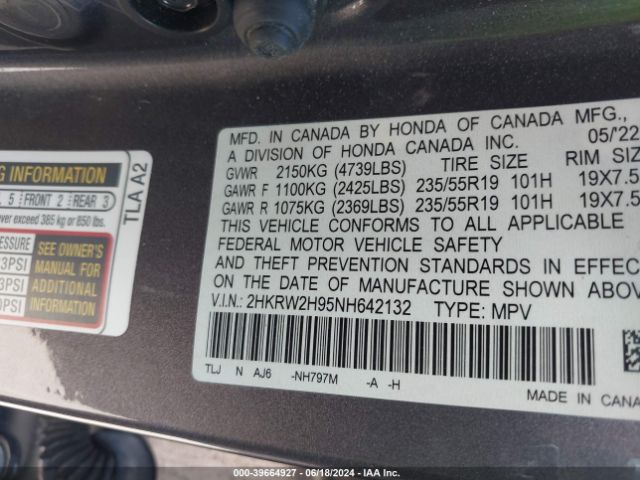 MFD. IN CANADA BY HONDA OF CANADA MFG.,
A DIVISION OF HONDA CANADA INC. 05/'22
GVWR 2150KG (4739LBS) TIRE SIZE RIM SIZ
GAWR F 1100KG (2425LBS) 235/55R19 101H 19X7.5
GAWR R 1075KG (2369LBS) 235/55R19 101H 19X7.5
THIS VEHICLE CONFORMS TO ALL APPLICABLE
FEDERAL MOTOR VEHICLE SAFETY
AND THEFT PREVENTION STANDARDS IN EFFEC
ON THE DATE OF MANUFACTURE SHOWN ABOV
V.I.N.: 2HKRW2H95NH642132 TYPE: MPV
TLJ N AJ6 -NH797M -A -H
MADE IN CANA
G INFORMATION
5 FRONT 2 REAR 3
ver exceed 385 kg or 850 lbs.
TLA A2
ESSURE
3PSI
3PSI
0PSI
SEE OWNER'S
MANUAL FOR
ADDITIONAL
INFORMATION
000-39664927 - 06/18/2024 - IAA Inc.